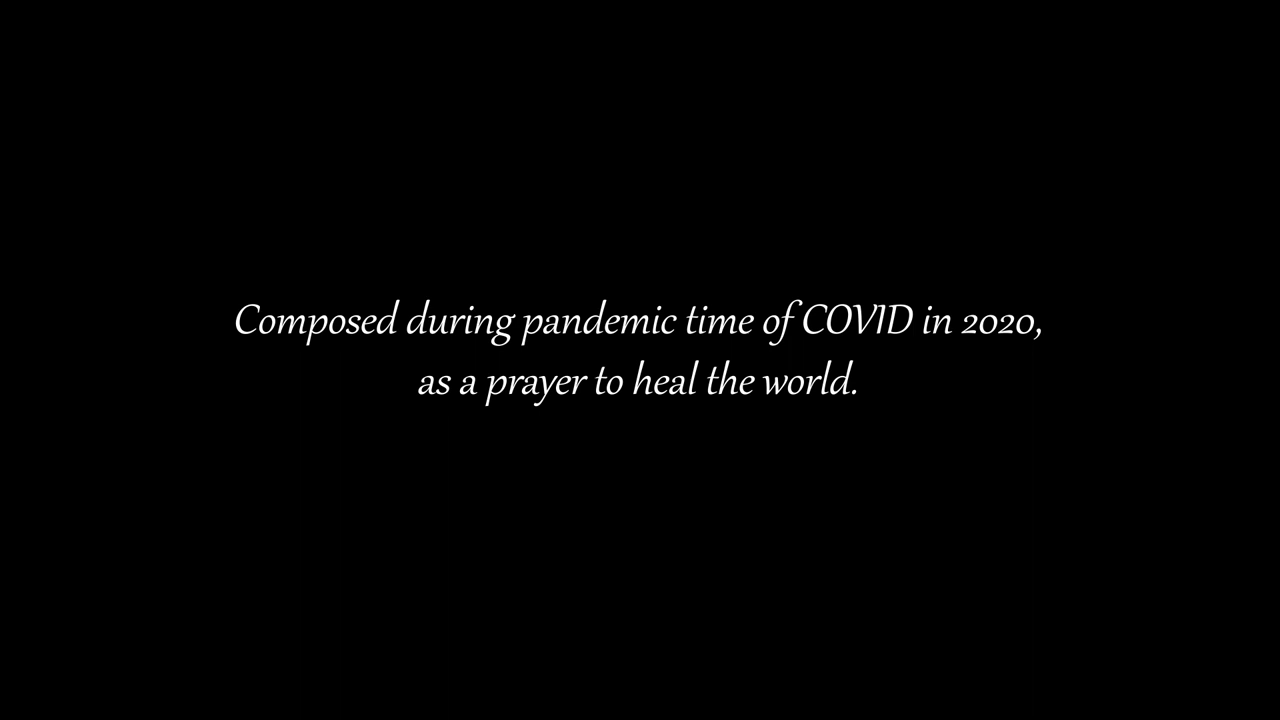 Composed during pandemic time of COVID in 2020,
as a prayer to heal the world.